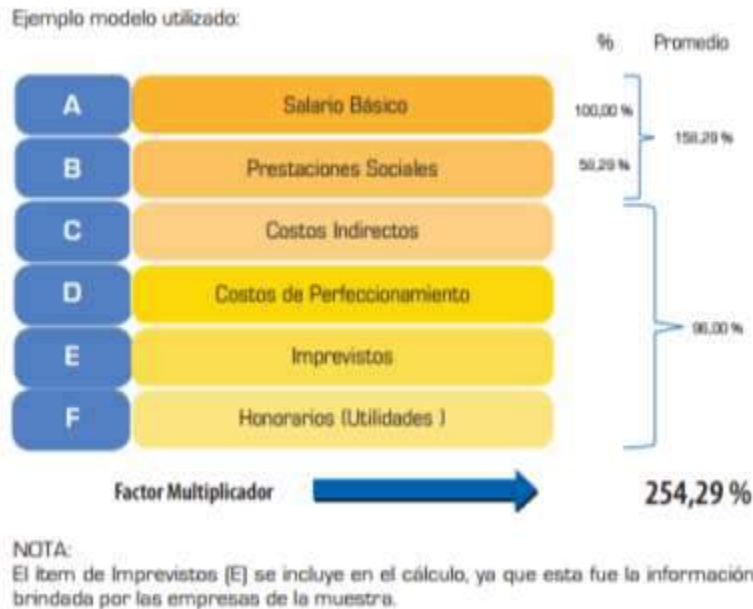 Ejemplo modelo utilizado:
% Promedio
A Salario Básico 100,00 %
158,29 %
B Prestaciones Sociales 58,29 %
C Costos Indirectos
D Costos de Perfeccionamiento
96,00 %
E Imprevistos
F Honorarios (Utilidades )
Factor Multiplicador 254,29 %
NOTA:
El ítem de Imprevistos (E) se incluye en el cálculo, ya que esta fue la información
brindada por las empresas de la muestra.